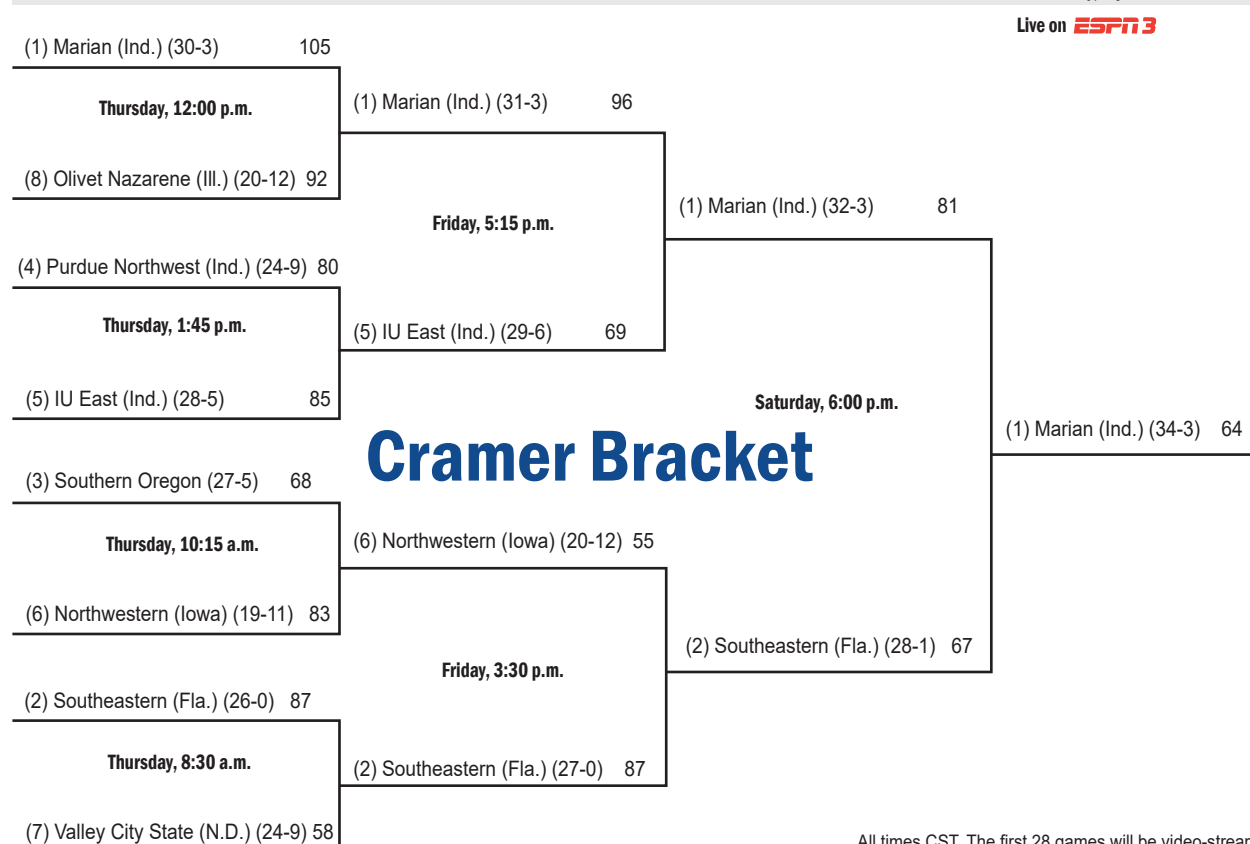 Live on ESPN 3
(1) Marian (Ind.) (30-3) 105
Thursday, 12:00 p.m.
(8) Olivet Nazarene (Ill.) (20-12) 92
(4) Purdue Northwest (Ind.) (24-9) 80
Thursday, 1:45 p.m.
(5) IU East (Ind.) (28-5) 85
(3) Southern Oregon (27-5) 68
Thursday, 10:15 a.m.
(6) Northwestern (Iowa) (19-11) 83
(2) Southeastern (Fla.) (26-0) 87
Thursday, 8:30 a.m.
(7) Valley City State (N.D.) (24-9) 58
(1) Marian (Ind.) (31-3) 96
Friday, 5:15 p.m.
(5) IU East (Ind.) (29-6) 69
Cramer Bracket
(6) Northwestern (Iowa) (20-12) 55
Friday, 3:30 p.m.
(2) Southeastern (Fla.) (27-0) 87
(1) Marian (Ind.) (32-3) 81
Saturday, 6:00 p.m.
(2) Southeastern (Fla.) (28-1) 67
(1) Marian (Ind.) (34-3) 64
All times CST. The first 28 games will be video-strear